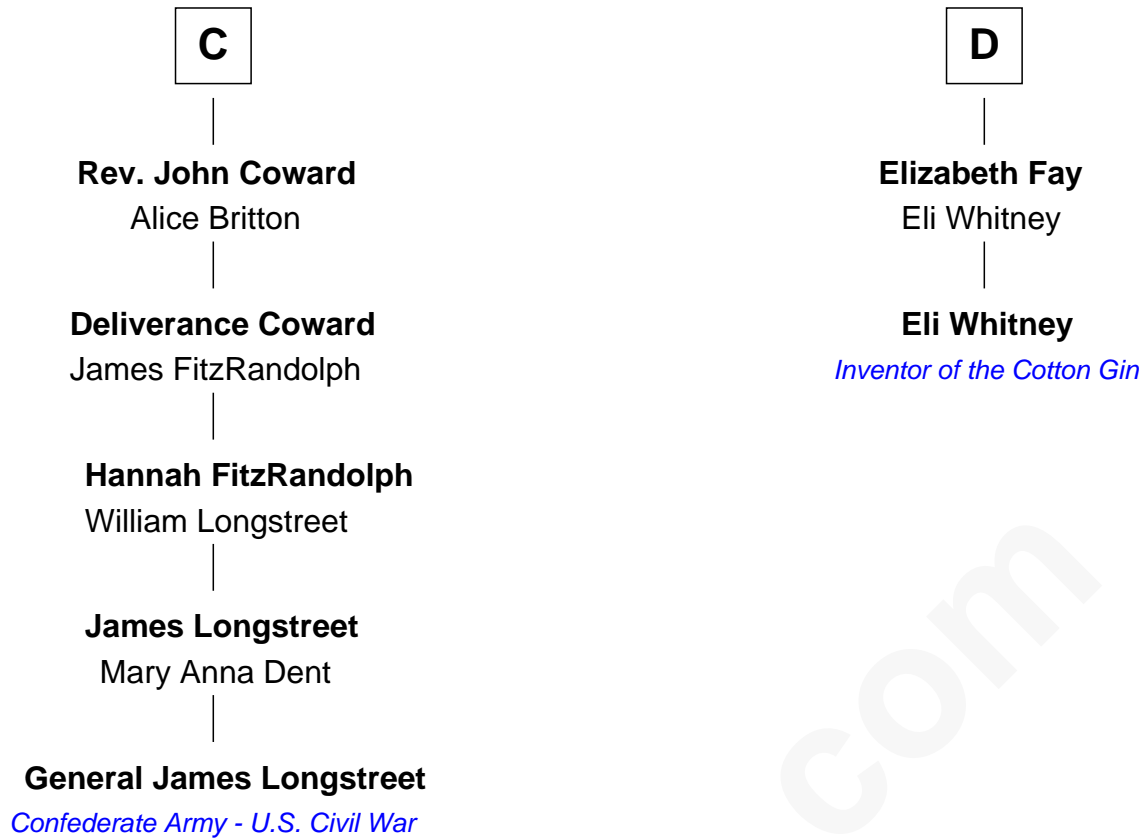 C
Rev. John Coward
Alice Britton
Deliverance Coward
James FitzRandolph
Hannah FitzRandolph
William Longstreet
James Longstreet
Mary Anna Dent
General James Longstreet
Confederate Army - U.S. Civil War
D
Elizabeth Fay
Eli Whitney
Eli Whitney
Inventor of the Cotton Gin
com